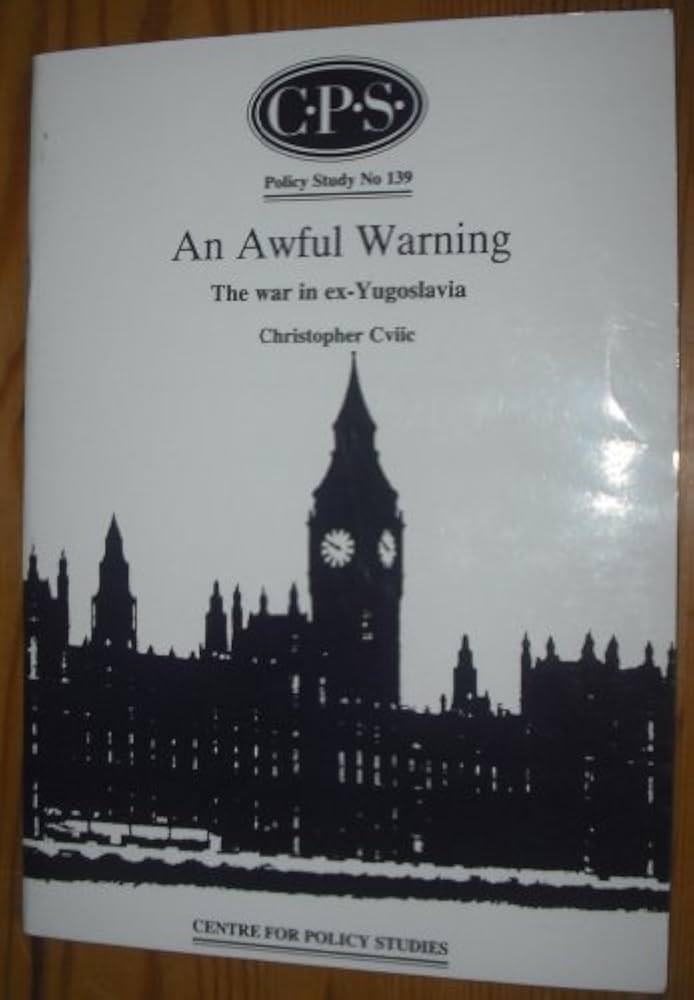 C·P·S·
Policy Study No 139
An Awful Warning
The war in ex-Yugoslavia
Christopher Cviic
CENTRE FOR POLICY STUDIES